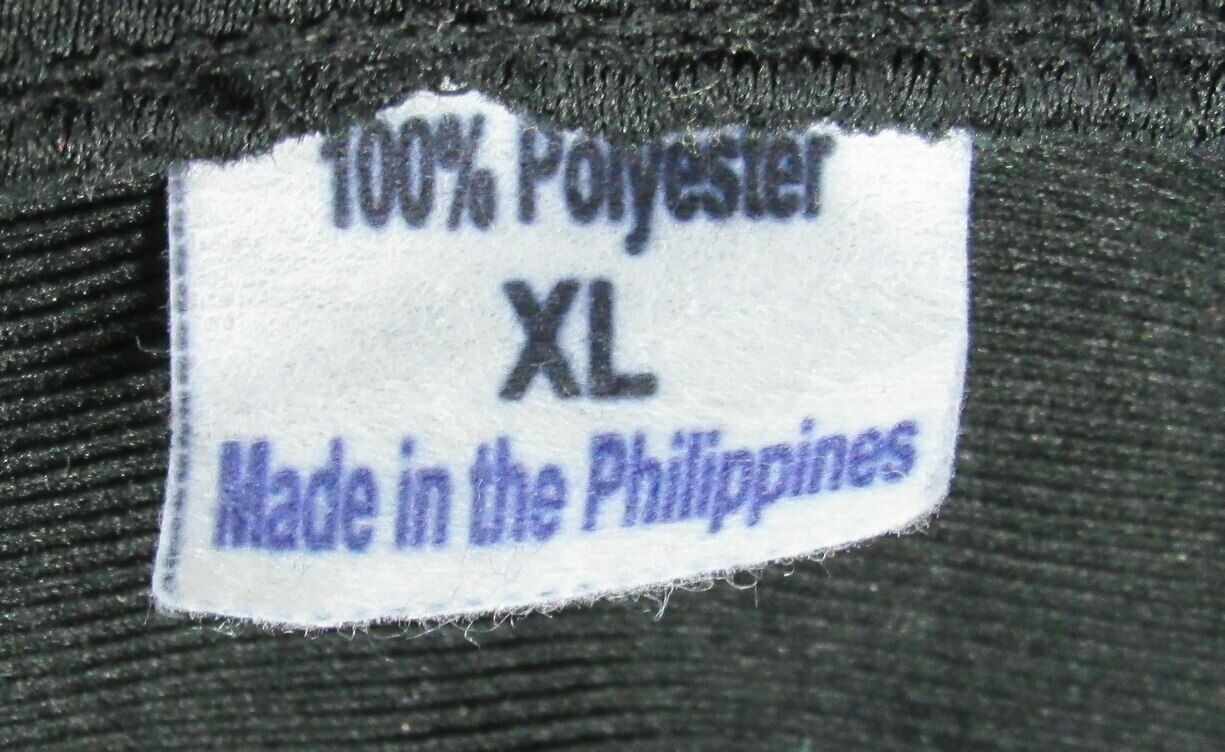 100% Polyester
XL
Made in the Philippines